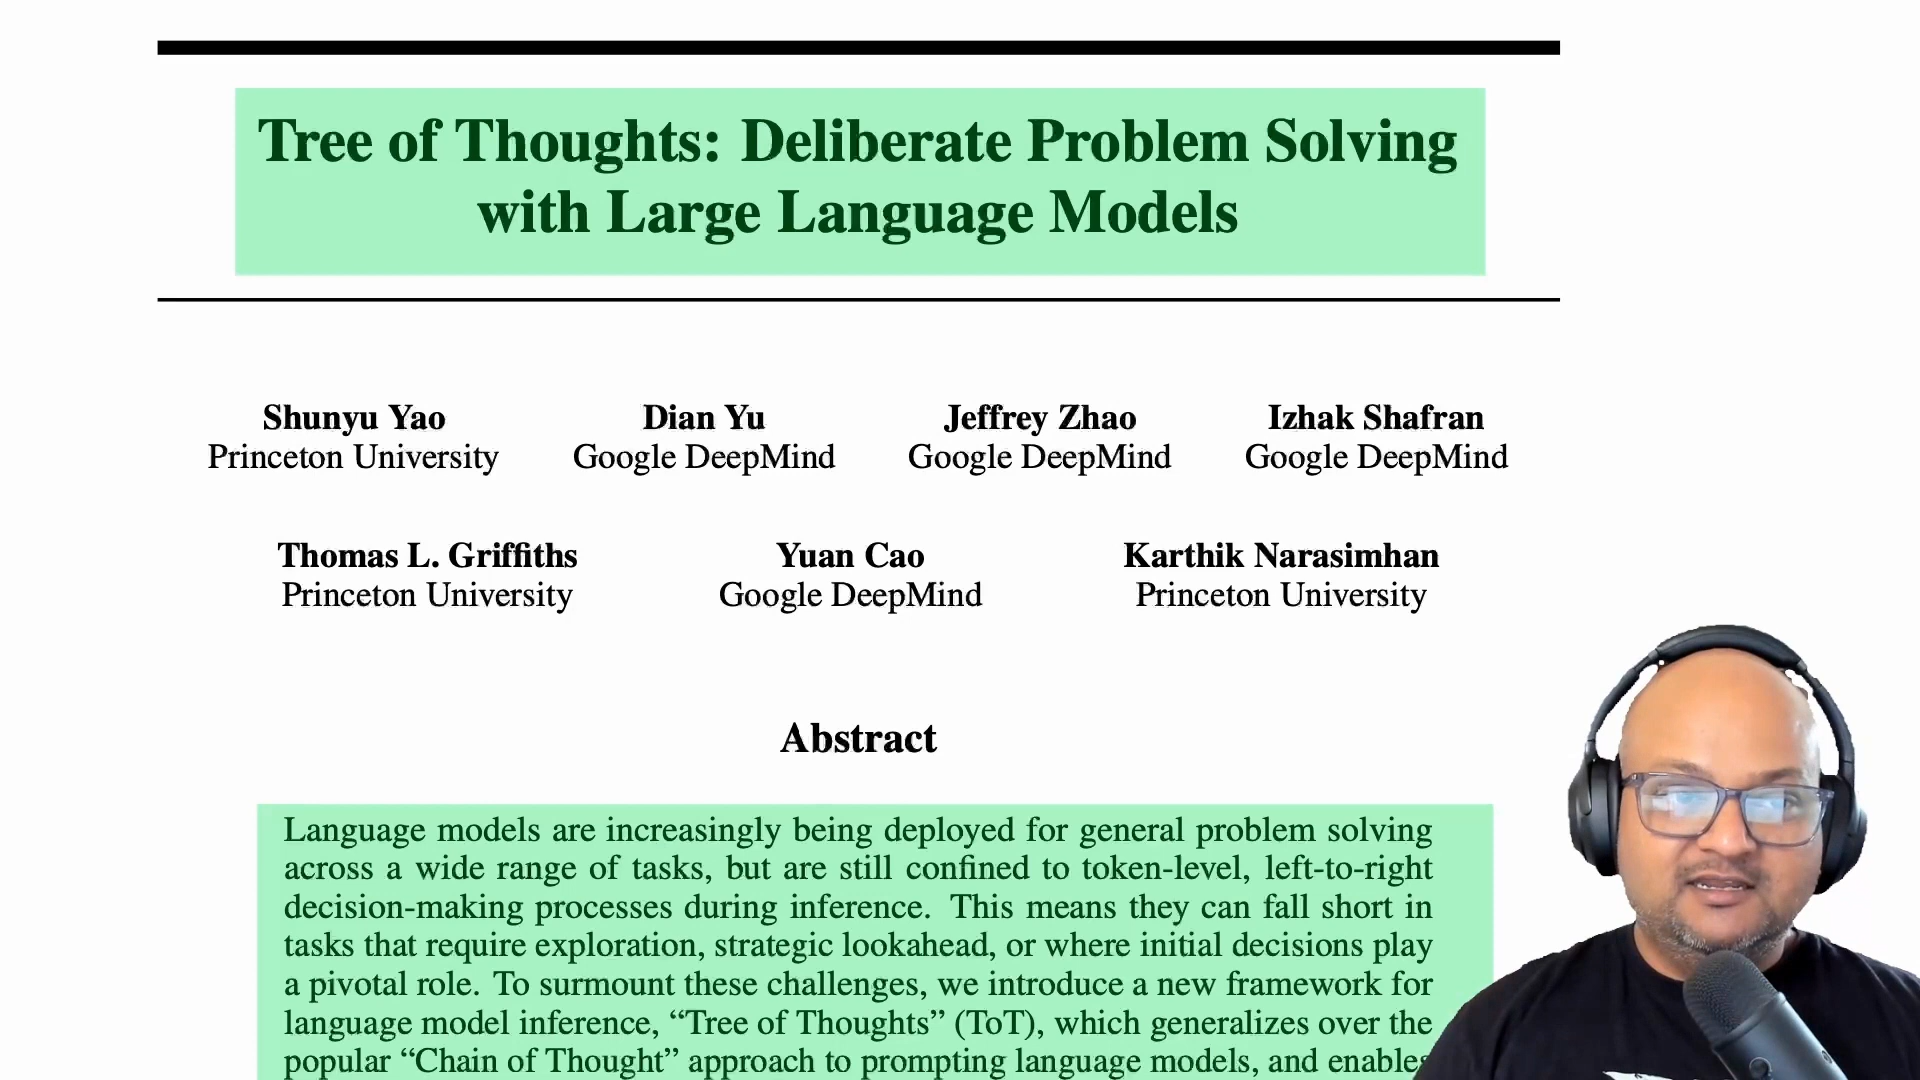 Tree of Thoughts: Deliberate Problem Solving
with Large Language Models
Shunyu Yao
Princeton University
Dian Yu
Google DeepMind
Jeffrey Zhao
Google DeepMind
Izhak Shafran
Google DeepMind
Thomas L. Griffiths
Princeton University
Yuan Cao
Google DeepMind
Karthik Narasimhan
Princeton University
Abstract
Language models are increasingly being deployed for general problem solving
across a wide range of tasks, but are still confined to token-level, left-to-right
decision-making processes during inference. This means they can fall short in
tasks that require exploration, strategic lookahead, or where initial decisions play
a pivotal role. To surmount these challenges, we introduce a new framework for
language model inference, “Tree of Thoughts” (ToT), which generalizes over the
popular “Chain of Thought” approach to prompting language models, and enables